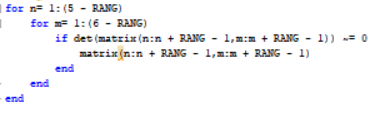 for n= 1:(5 - RANG)
for m= 1:(6 - RANG)
if det(matrix(n:n + RANG - 1,m:m + RANG - 1)) ~= 0
matrix(n:n + RANG - 1,m:m + RANG - 1)
end
end
end